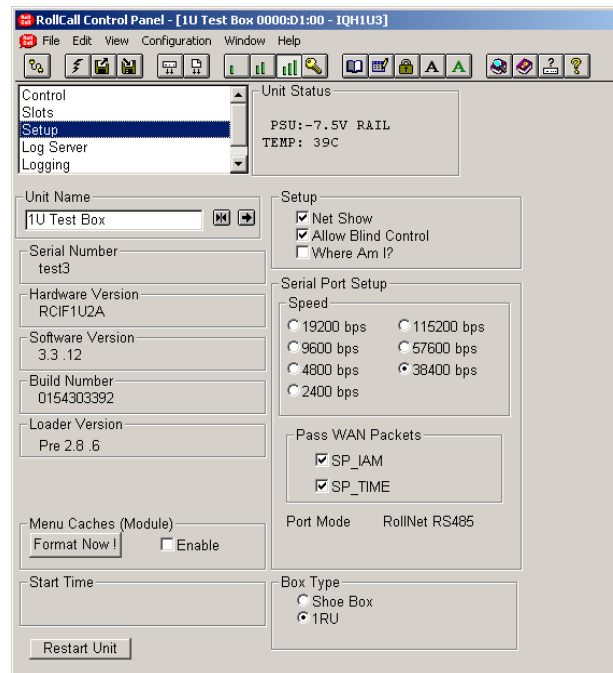 RollCall Control Panel - [1U Test Box 0000:D1:00 - IQH1U3]
File Edit View Configuration Window Help
A A
Control
Slots
Setup
Log Server
Logging
Unit Status
PSU:-7.5V RAIL
TEMP: 39C
Unit Name
1U Test Box
Serial Number
test3
Hardware Version
RCIF1U2A
Software Version
3.3 .12
Build Number
0154303392
Loader Version
Pre 2.8 .6
Menu Caches (Module)
Format Now !
Enable
Start Time
Restart Unit
Setup
Net Show
Allow Blind Control
Where Am I?
Serial Port Setup
Speed
19200 bps 115200 bps
9600 bps 57600 bps
4800 bps 38400 bps
2400 bps
Pass WAN Packets
SP_IAM
SP_TIME
Port Mode RollNet RS485
Box Type
Shoe Box
1RU